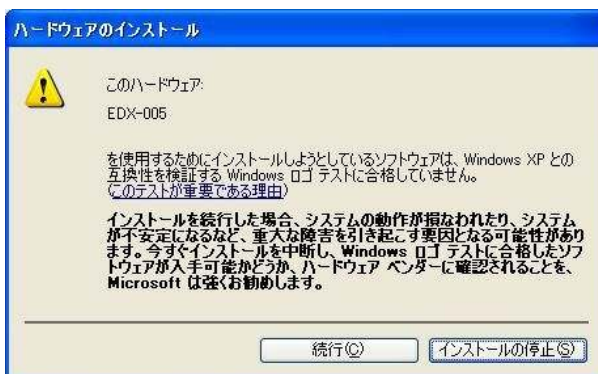 ハードウェアのインストール
このハードウェア:
EDX-005
を使用するためにインストールしようとしているソフトウェアは、Windows XP との
互換性を検証する Windows ロゴ テストに合格していません。
(このテストが重要である理由)
インストールを続行した場合、システムの動作が損なわれたり、システム
が不安定になるなど、重大な障害を引き起こす要因となる可能性があり
ます。今すぐインストールを中断し、Windows ロゴ テストに合格したソフ
トウェアが入手可能かどうか、ハードウェア ベンダーに確認されることを、
Microsoft は強くお勧めします。
続行(C) インストールの停止(S)